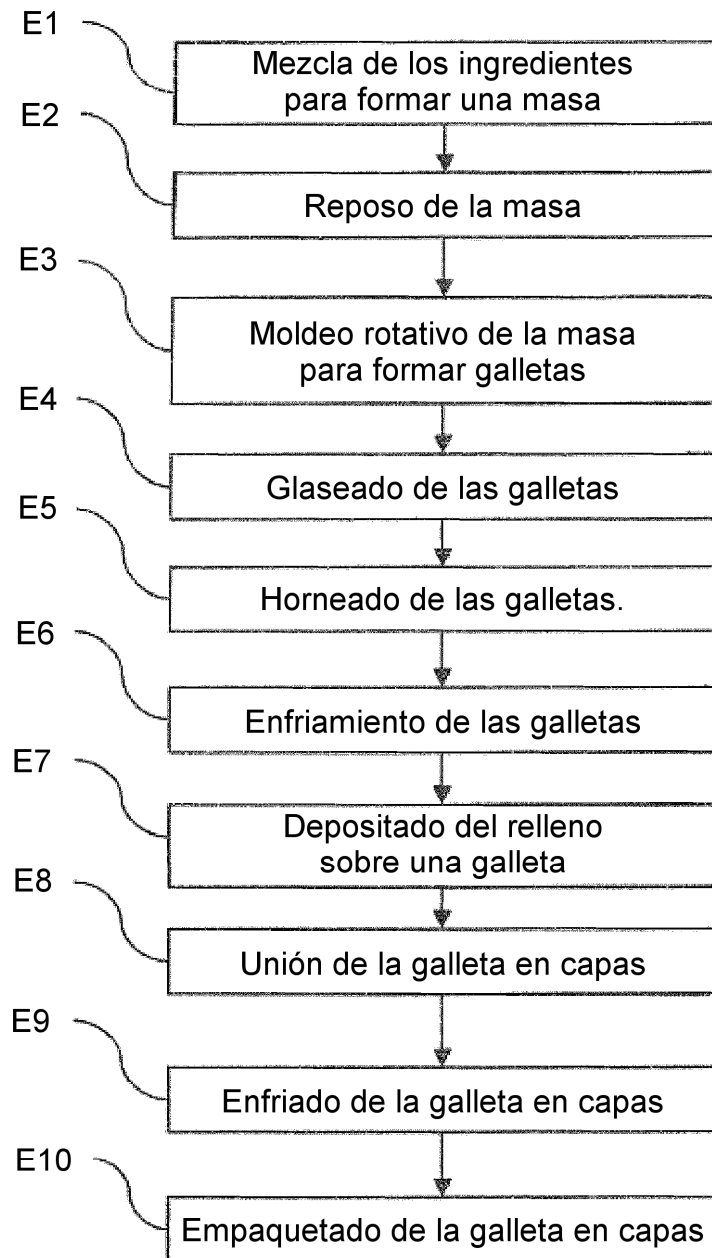 E1
Mezcla de los ingredientes
para formar una masa
E2
Reposo de la masa
E3
Moldeo rotativo de la masa
para formar galletas
E4
Glaseado de las galletas
E5
Horneado de las galletas.
E6
Enfriamiento de las galletas
E7
Depositado del relleno
sobre una galleta
E8
Unión de la galleta en capas
E9
Enfriado de la galleta en capas
E10
Empaquetado de la galleta en capas